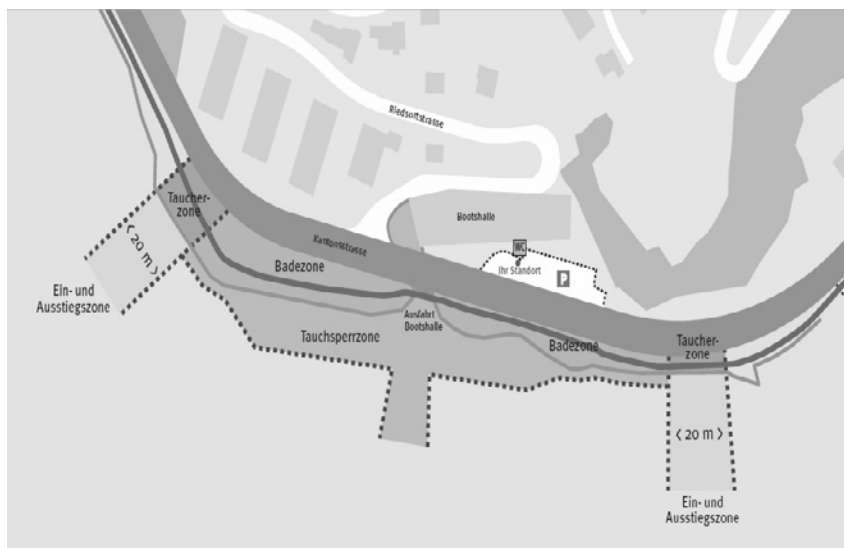 Riedsortstrasse
Taucher-
zone
Bootshalle
Kantonsstrasse
WC
Ihr Standort
P
Badezone
< 20 m >
Ein- und
Ausstiegszone
Ausfahrt
Bootshalle
Tauchsperrzone
Badezone
Taucher-
zone
< 20 m >
Ein- und
Ausstiegszone